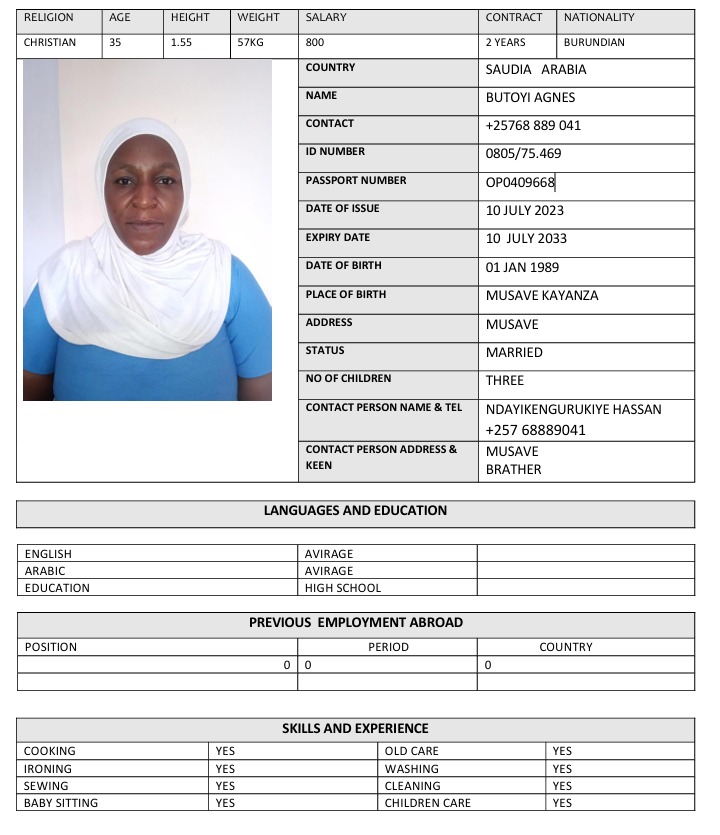 RELIGION AGE HEIGHT WEIGHT SALARY CONTRACT NATIONALITY
CHRISTIAN 35 1.55 57KG 800 2 YEARS BURUNDIAN
COUNTRY SAUDIA ARABIA
NAME BUTOYI AGNES
CONTACT +25768 889 041
ID NUMBER 0805/75.469
PASSPORT NUMBER OP0409668
DATE OF ISSUE 10 JULY 2023
EXPIRY DATE 10 JULY 2033
DATE OF BIRTH 01 JAN 1989
PLACE OF BIRTH MUSAVE KAYANZA
ADDRESS MUSAVE
STATUS MARRIED
NO OF CHILDREN THREE
CONTACT PERSON NAME & TEL NDAYIKENGURUKIYE HASSAN
+257 68889041
CONTACT PERSON ADDRESS & MUSAVE
KEEN BRATHER
LANGUAGES AND EDUCATION
ENGLISH AVIRAGE
ARABIC AVIRAGE
EDUCATION HIGH SCHOOL
PREVIOUS EMPLOYMENT ABROAD
POSITION PERIOD COUNTRY
0 0 0
SKILLS AND EXPERIENCE
COOKING YES OLD CARE YES
IRONING YES WASHING YES
SEWING YES CLEANING YES
BABY SITTING YES CHILDREN CARE YES